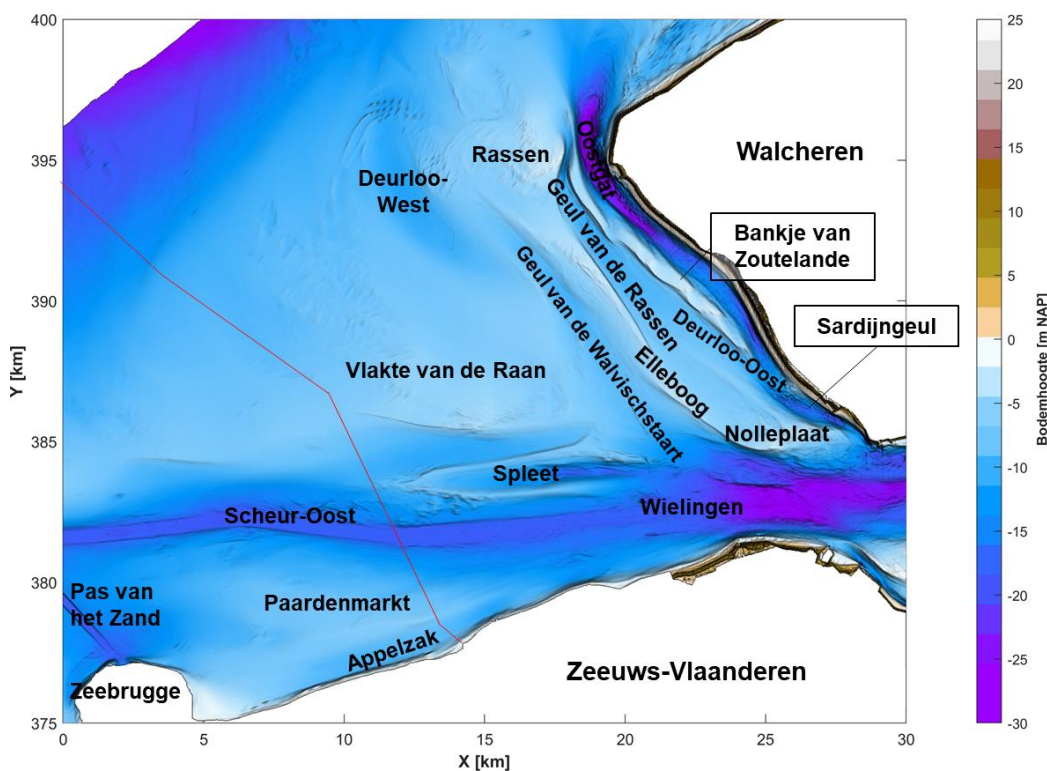 400
395
390
385
380
375
Y [km]
0
5
10
15
20
25
30
X [km]
Rassen
Deurloo-
West
Oostgat
Walcheren
Geul van de Rassen
Bankje van
Zoutelande
Geul van de Walvischstaart
Deurloo-Oost
Sardijngeul
Elleboog
Vlakte van de Raan
Nolleplaat
Spleet
Wielingen
Scheur-Oost
Pas van
het Zand
Paardenmarkt
Appelzak
Zeebrugge
Zeeuws-Vlaanderen
25
20
15
10
5
0
-5
-10
-15
-20
-25
-30
Bodemhoogte [m NAP]